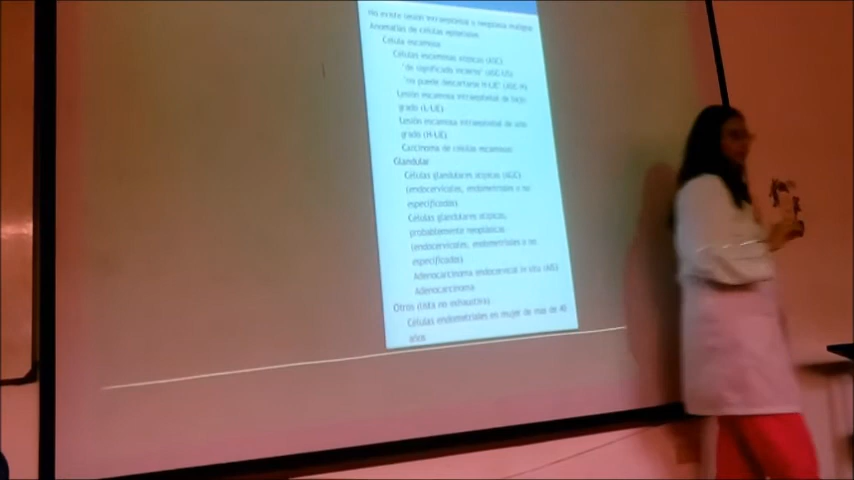 No existe lesión intraepitelial o neoplasia maligna
Anomalías de células epiteliales
Célula escamosa
Células escamosas atípicas (ASC)
"de significado incierto" (ASC-US)
"no puede descartarse H-LIE" (ASC-H)
Lesión escamosa intraepitelial de bajo
grado (L-LIE)
Lesión escamosa intraepitelial de alto
grado (H-LIE)
Carcinoma de células escamosas
Glandular
Células glandulares atípicas (AGC)
(endocervicales, endometriales o no
especificadas)
Células glandulares atípicas,
probablemente neoplásicas
(endocervicales, endometriales o no
especificadas)
Adenocarcinoma endocervical in situ (AIS)
Adenocarcinoma
Otros (lista no exhaustiva)
Células endometriales en mujer de más de 40
años